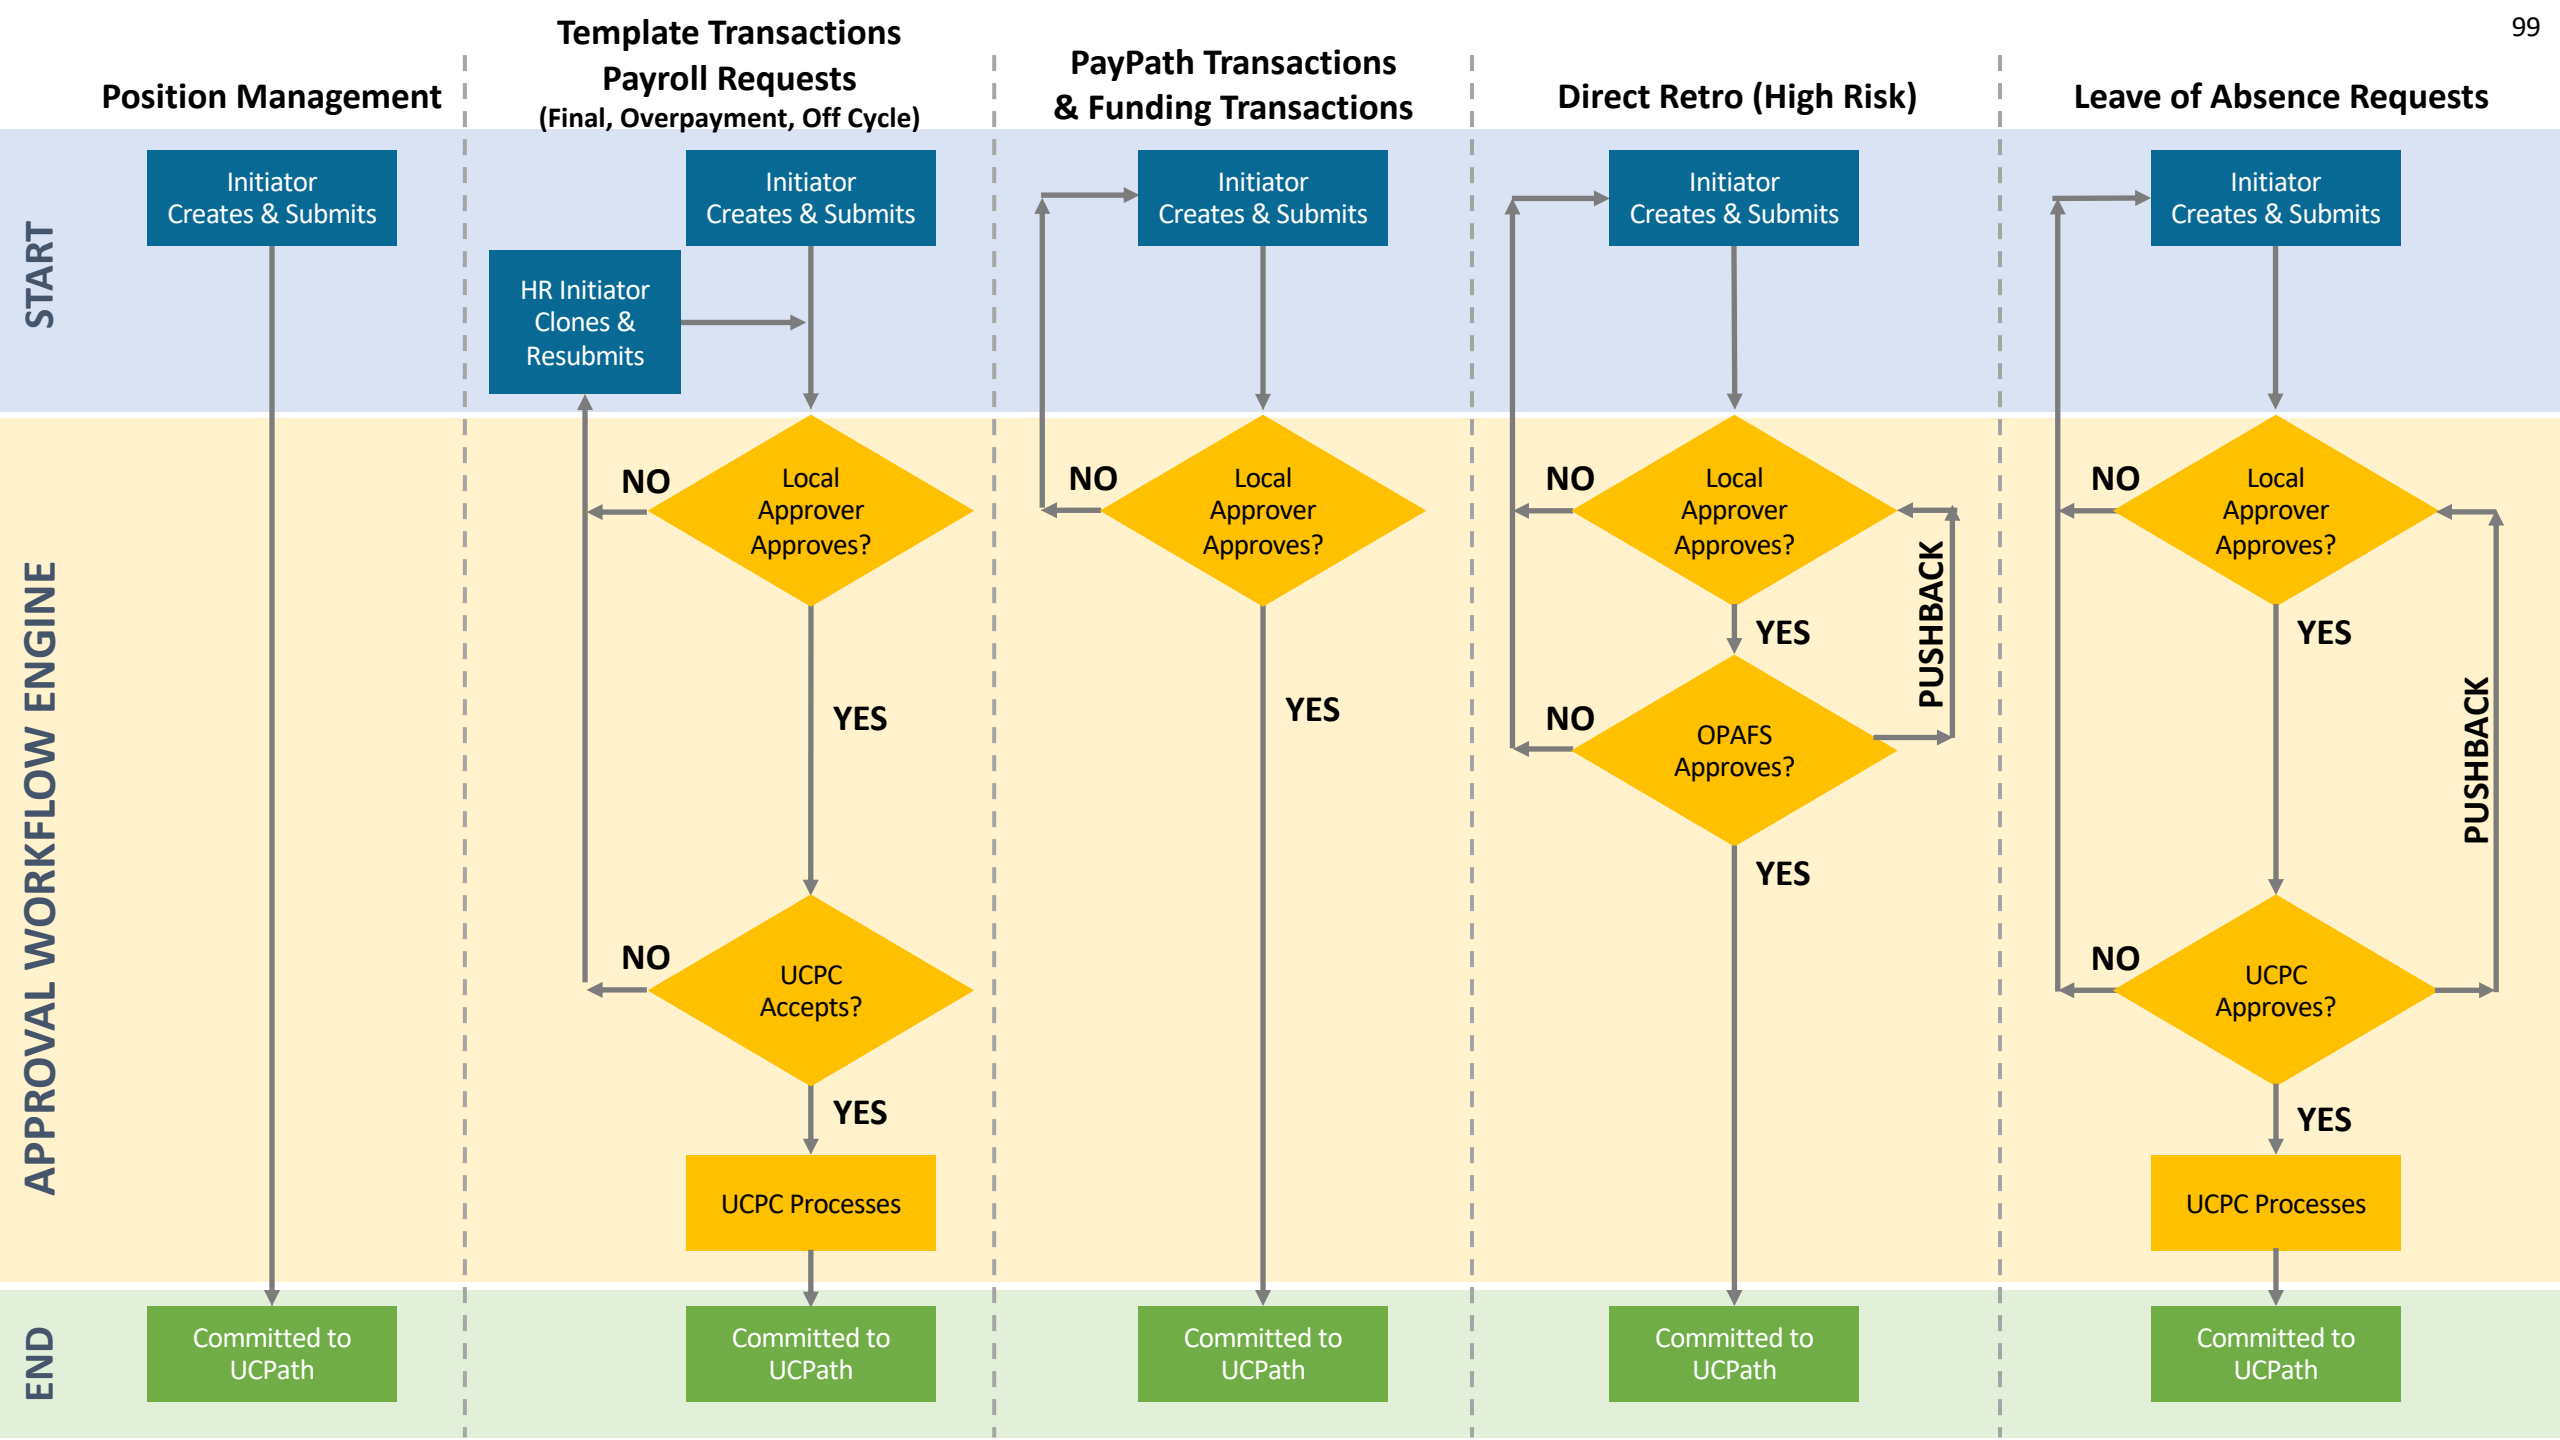 99
Position Management
Template Transactions
Payroll Requests
(Final, Overpayment, Off Cycle)
PayPath Transactions
& Funding Transactions
Direct Retro (High Risk)
Leave of Absence Requests
START
Initiator
Creates & Submits
Initiator
Creates & Submits
HR Initiator
Clones &
Resubmits
Initiator
Creates & Submits
Initiator
Creates & Submits
Initiator
Creates & Submits
APPROVAL WORKFLOW ENGINE
NO
Local
Approver
Approves?
YES
NO
UCPC
Accepts?
YES
UCPC Processes
NO
Local
Approver
Approves?
YES
NO
Local
Approver
Approves?
YES
PUSHBACK
NO
OPAFS
Approves?
YES
NO
Local
Approver
Approves?
YES
PUSHBACK
NO
UCPC
Approves?
YES
UCPC Processes
END
Committed to
UCPath
Committed to
UCPath
Committed to
UCPath
Committed to
UCPath
Committed to
UCPath